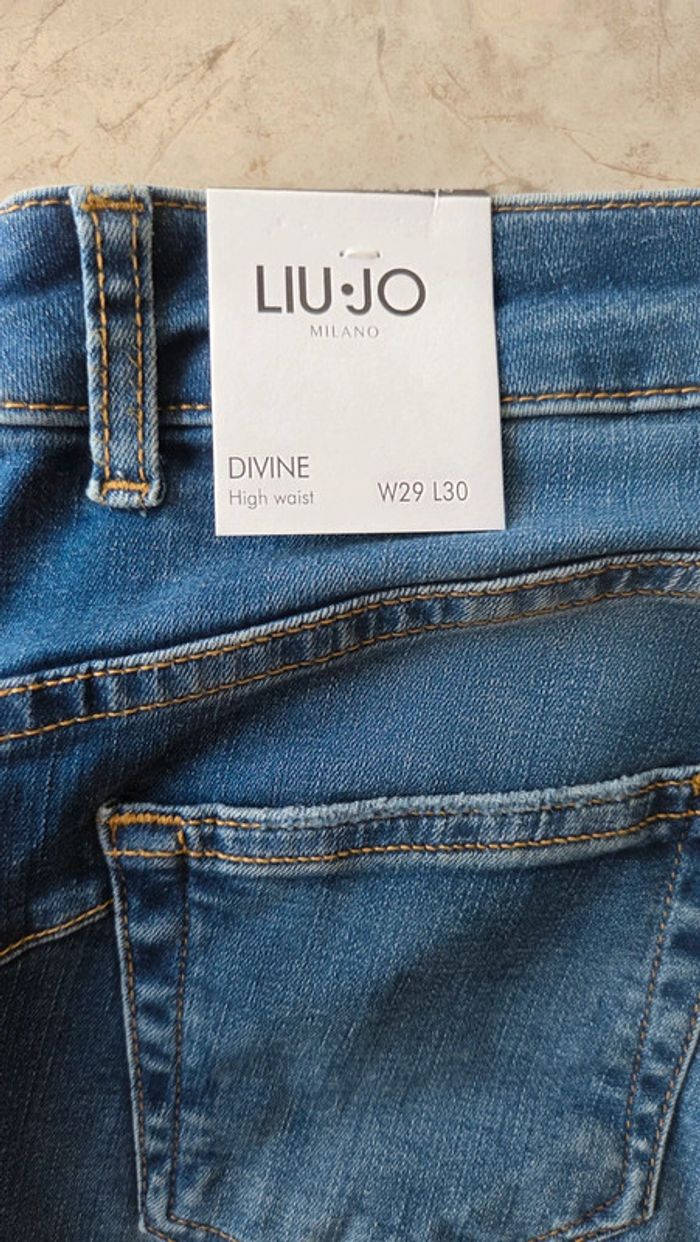 LIU·JO
MILANO
DIVINE
High waist
W29 L30